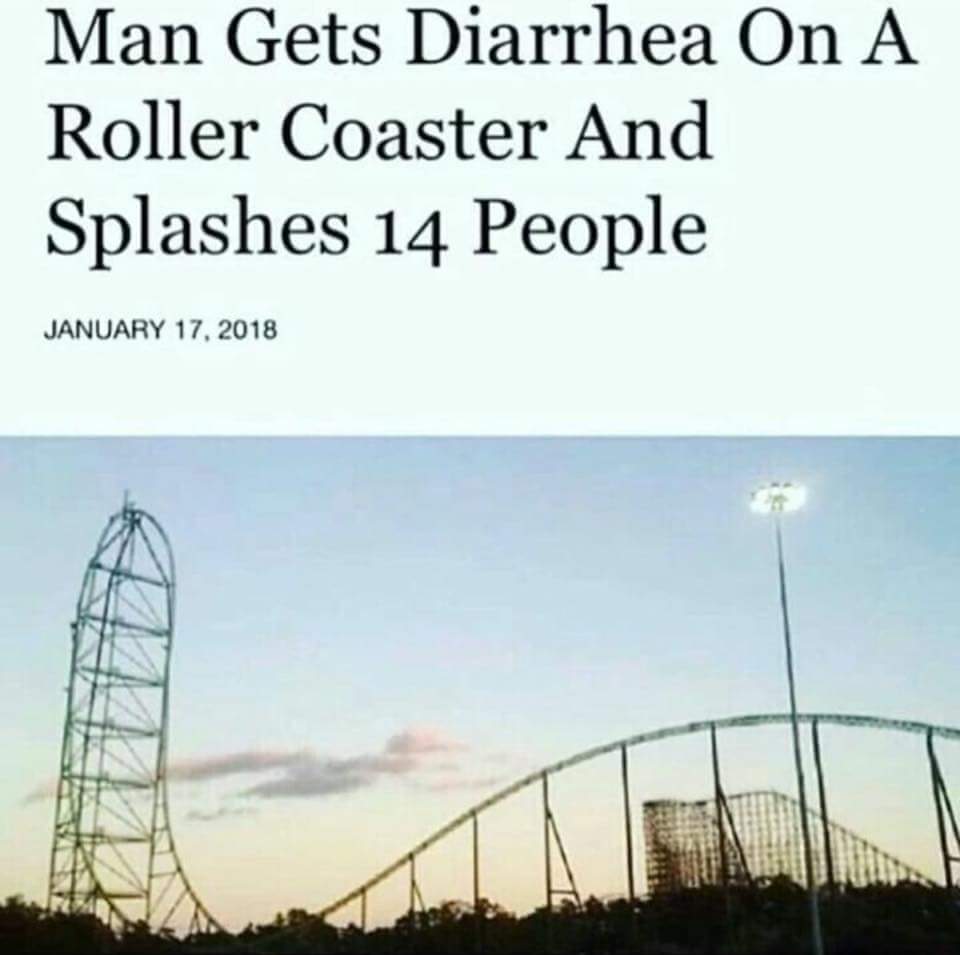 Man Gets Diarrhea On A
Roller Coaster And
Splashes 14 People
JANUARY 17, 2018